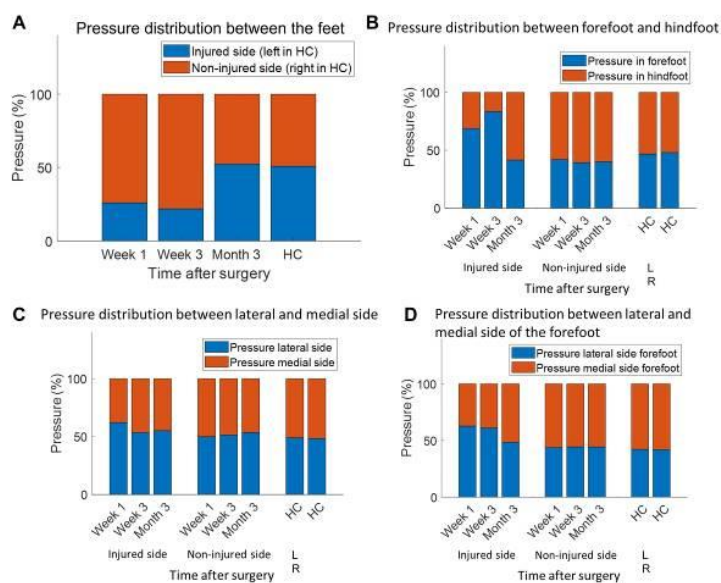 A
Pressure distribution between the feet
Injured side (left in HC)
Non-injured side (right in HC)
Pressure (%)
100
50
0
Week 1 Week 3 Month 3 HC
Time after surgery
B
Pressure distribution between forefoot and hindfoot
Pressure in forefoot
Pressure in hindfoot
Pressure (%)
100
50
0
Week 1 Week 3 Month 3 Week 1 Week 3 Month 3 HC HC
Injured side Non-injured side L
R
Time after surgery
C
Pressure distribution between lateral and medial side
Pressure lateral side
Pressure medial side
Pressure (%)
100
50
0
Week 1 Week 3 Month 3 Week 1 Week 3 Month 3 HC HC
Injured side Non-injured side L
R
Time after surgery
D
Pressure distribution between lateral and
medial side of the forefoot
Pressure lateral side forefoot
Pressure medial side forefoot
Pressure (%)
100
50
0
Week 1 Week 3 Month 3 Week 1 Week 3 Month 3 HC HC
Injured side Non-injured side L
R
Time after surgery